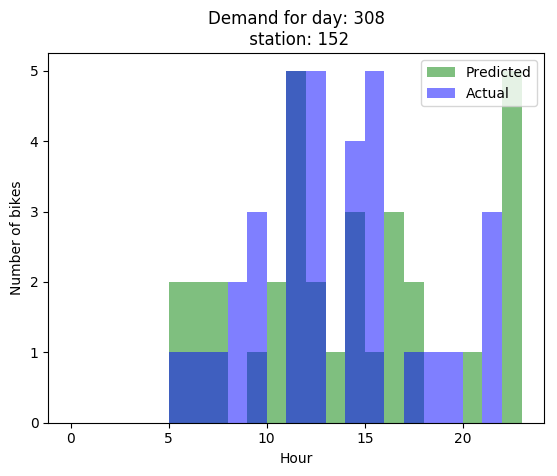 Demand for day: 308
station: 152
5
4
3
2
1
0
Number of bikes
Predicted
Actual
0 5 10 15 20
Hour